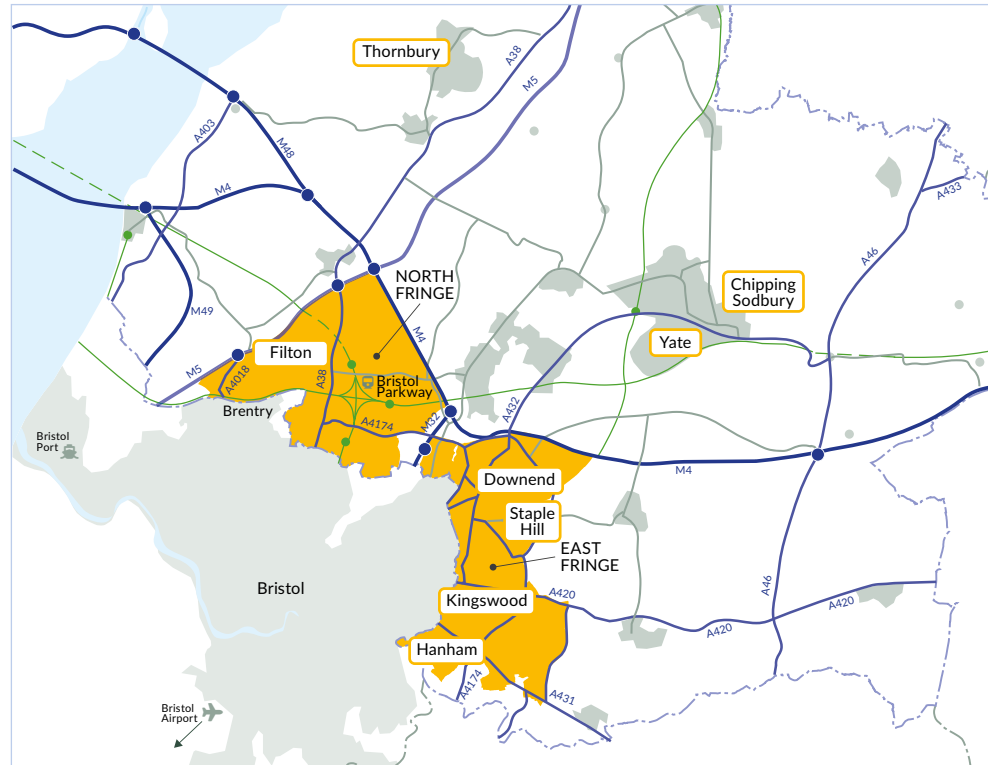 Thornbury
A38
M5
A403
M48
M4
A433
A46
NORTH
FRINGE
Chipping
Sodbury
M49
M4
Yate
Filton
M5
A4018
A38
Bristol
Parkway
Brentry
A432
M32
A4174
Bristol
Port
M4
Downend
Staple
Hill
EAST
FRINGE
Bristol
Kingswood
A420
A46
A420
A420
Hanham
A4174
A431
Bristol
Airport